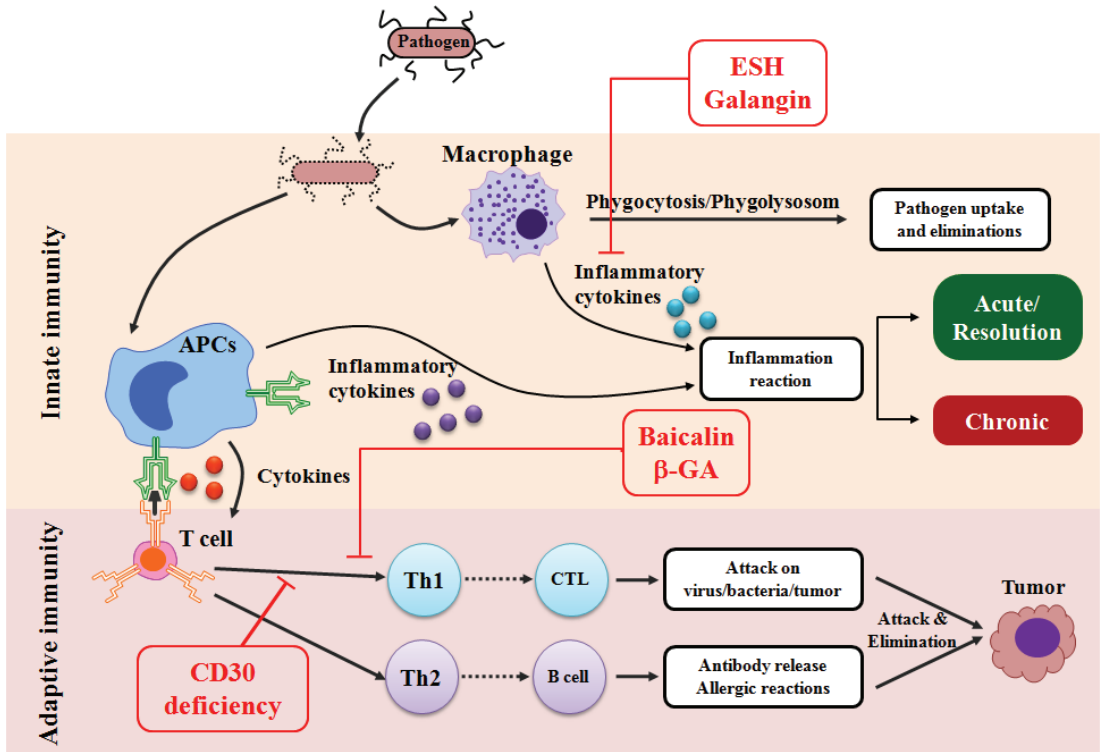 Pathogen
ESH
Galangin
Macrophage
Phygocytosis/Phygolysosom
Pathogen uptake
and eliminations
Innate immunity
Inflammatory
cytokines
Acute/
Resolution
APCs
Inflammatory
cytokines
Inflammation
reaction
Chronic
Baicalin
β-GA
Cytokines
Adaptive immunity
T cell
Th1
CTL
Attack on
virus/bacteria/tumor
Tumor
Attack &
Elimination
CD30
deficiency
Th2
B cell
Antibody release
Allergic reactions